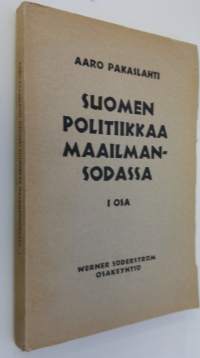 AARO PAKASLAHTI
SUOMEN
POLITIIKKAA
MAAILMAN-
SODASSA
I OSA
WERNER SÖDERSTRÖM
OSAKEYHTIÖ